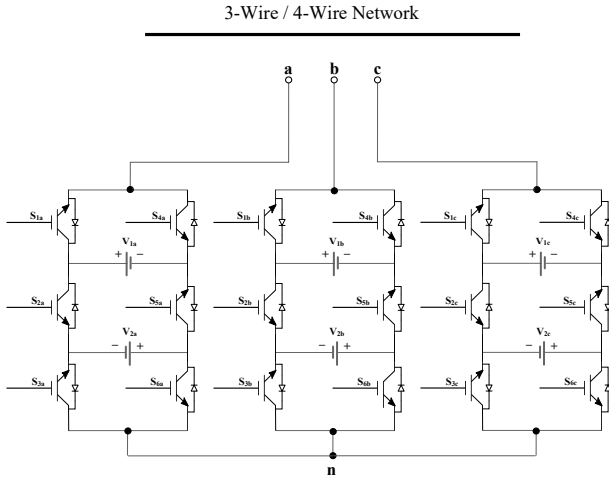 3-Wire / 4-Wire Network
a b c
S1a S4a S1b S4b S1c S4c
V1a V1b V1c
+ − + − + −
S2a S5a S2b S5b S2c S5c
V2a V2b V2c
− + − + − +
S3a S6a S3b S6b S3c S6c
n